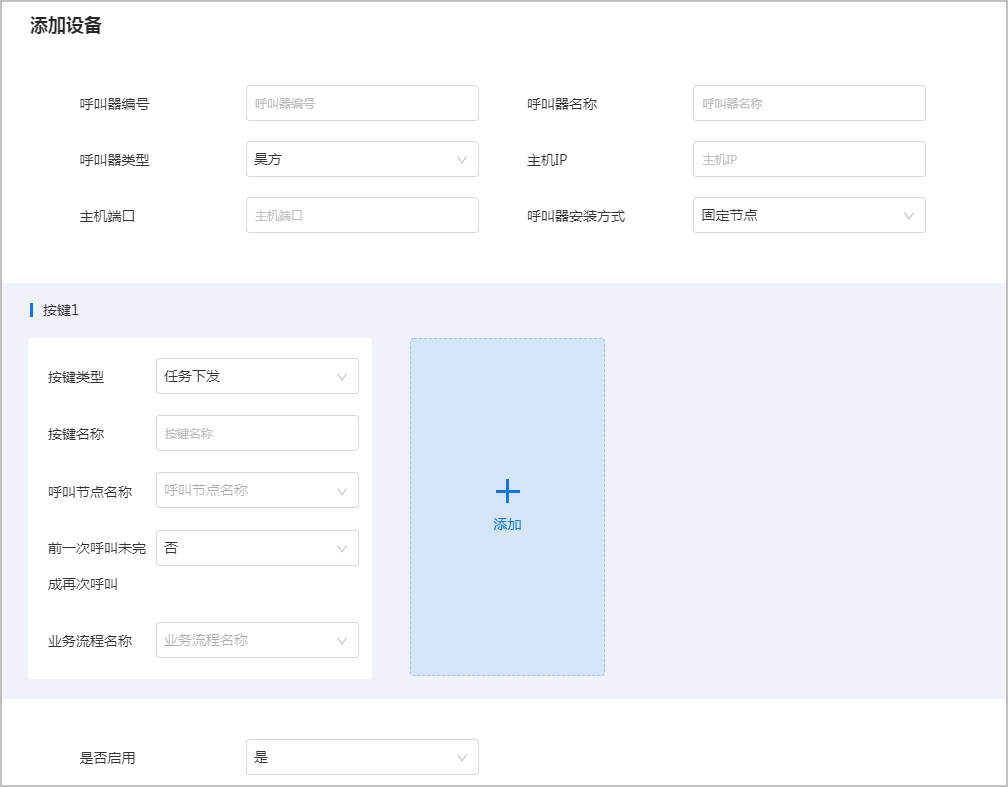 添加设备
呼叫器编号 呼叫器编号 呼叫器名称 呼叫器名称
呼叫器类型 昊方 主机IP 主机IP
主机端口 主机端口 呼叫器安装方式 固定节点
按键1
按键类型 任务下发
按键名称 按键名称
呼叫节点名称 呼叫节点名称
前一次呼叫未完 否
成再次呼叫
业务流程名称 业务流程名称
添加
是否启用 是